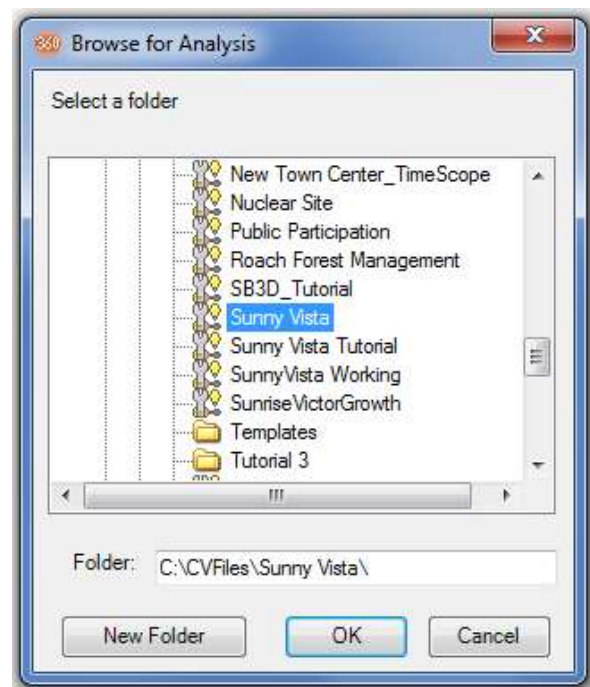 360 Browse for Analysis
Select a folder
New Town Center_TimeScope
Nuclear Site
Public Participation
Roach Forest Management
SB3D_Tutorial
Sunny Vista
Sunny Vista Tutorial
SunnyVista Working
SunriseVictorGrowth
Templates
Tutorial 3
Folder: C:\CVFiles\Sunny Vista\
New Folder OK Cancel